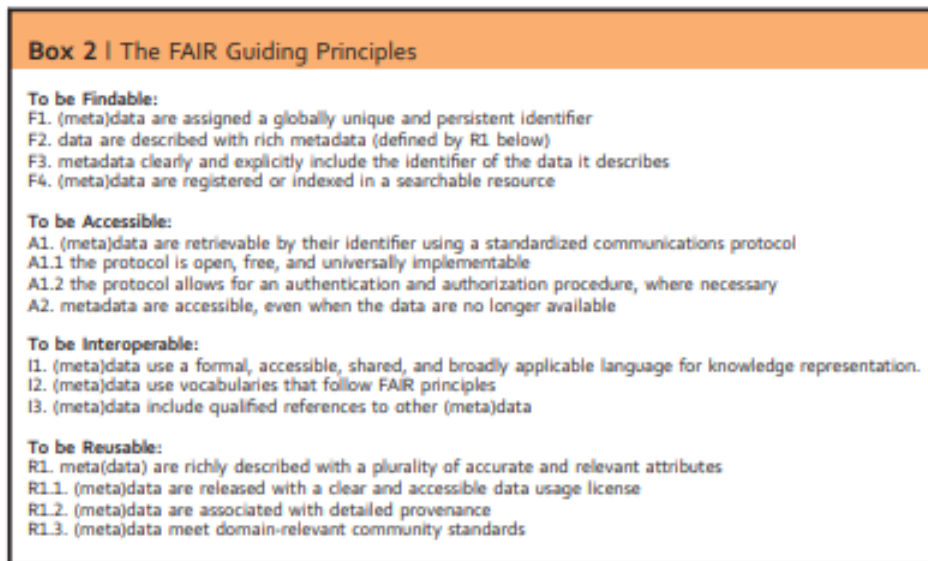 Box 2 | The FAIR Guiding Principles
To be Findable:
F1. (meta)data are assigned a globally unique and persistent identifier
F2. data are described with rich metadata (defined by R1 below)
F3. metadata clearly and explicitly include the identifier of the data it describes
F4. (meta)data are registered or indexed in a searchable resource
To be Accessible:
A1. (meta)data are retrievable by their identifier using a standardized communications protocol
A1.1 the protocol is open, free, and universally implementable
A1.2 the protocol allows for an authentication and authorization procedure, where necessary
A2. metadata are accessible, even when the data are no longer available
To be Interoperable:
I1. (meta)data use a formal, accessible, shared, and broadly applicable language for knowledge representation.
I2. (meta)data use vocabularies that follow FAIR principles
I3. (meta)data include qualified references to other (meta)data
To be Reusable:
R1. meta(data) are richly described with a plurality of accurate and relevant attributes
R1.1. (meta)data are released with a clear and accessible data usage license
R1.2. (meta)data are associated with detailed provenance
R1.3. (meta)data meet domain-relevant community standards